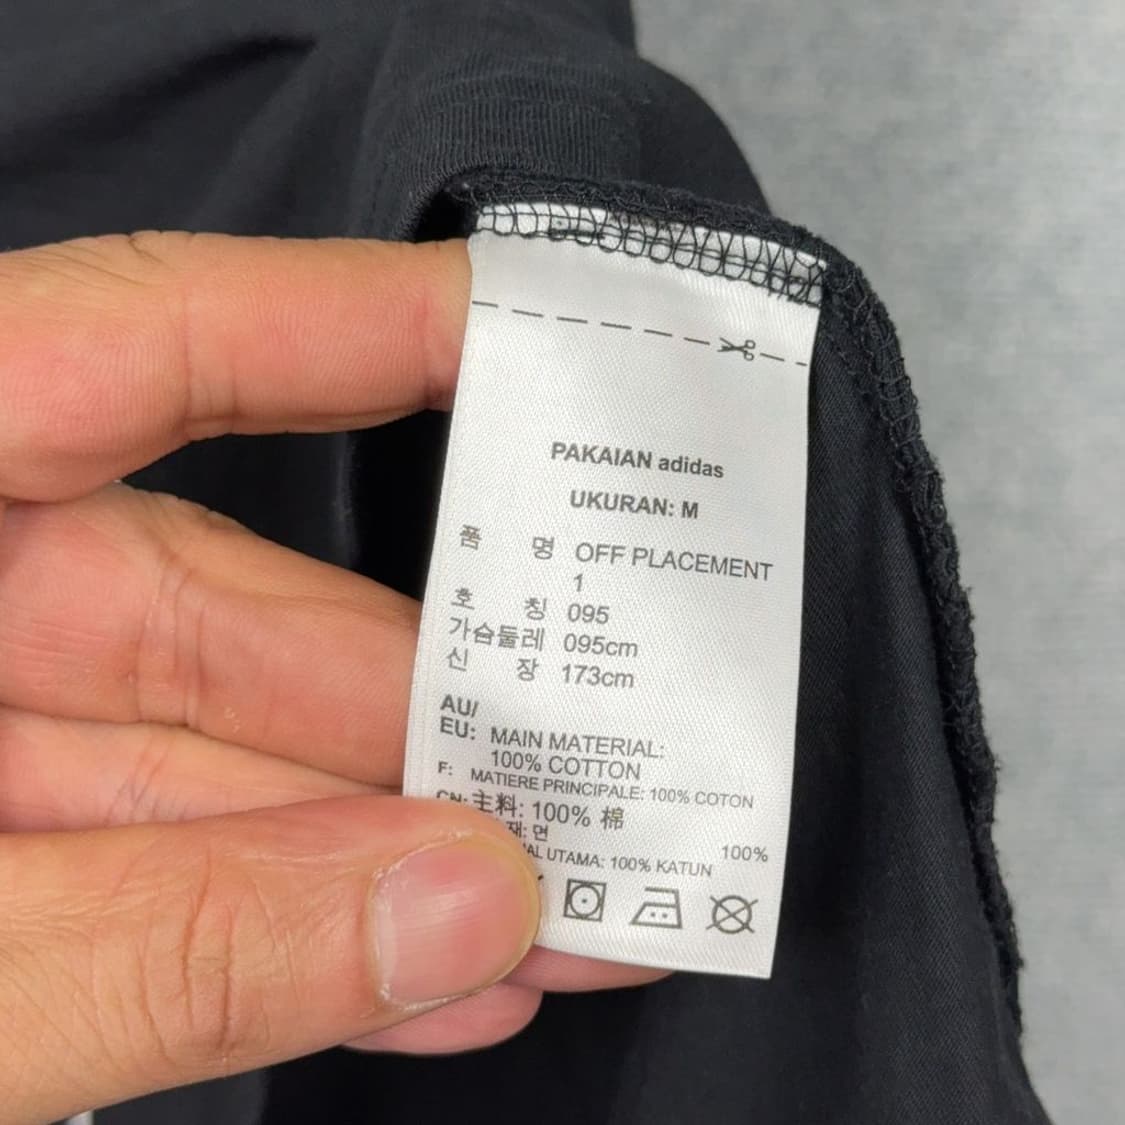 PAKAIAN adidas
UKURAN: M
품 명 OFF PLACEMENT
1
호 칭 095
가슴둘레 095cm
신 장 173cm
AU/
EU: MAIN MATERIAL:
100% COTTON
F: MATIERE PRINCIPALE: 100% COTON
CN: 主料: 100% 棉
재: 면 100%
UTAMA: 100% KATUN